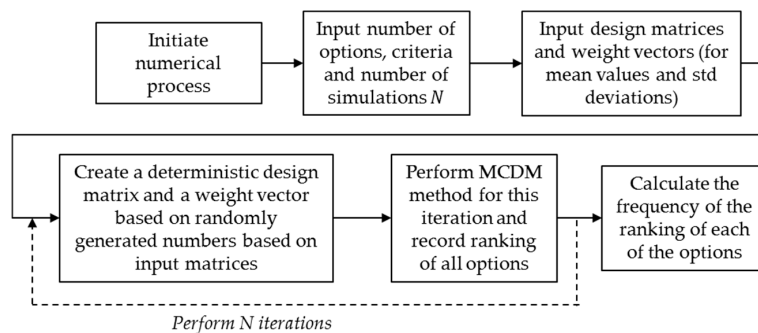 Initiate
numerical
process
Input number of
options, criteria
and number of
simulations N
Input design matrices
and weight vectors (for
mean values and std
deviations)
Create a deterministic design
matrix and a weight vector
based on randomly
generated numbers based on
input matrices
Perform MCDM
method for this
iteration and
record ranking
of all options
Calculate the
frequency of the
ranking of each
of the options
Perform N iterations